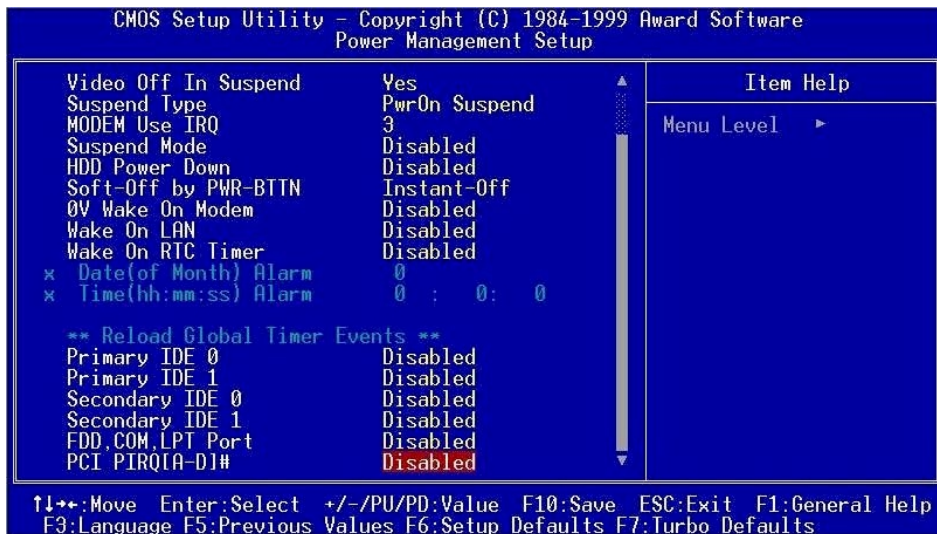 CMOS Setup Utility - Copyright (C) 1984-1999 Award Software
Power Management Setup
Video Off In Suspend Yes
Suspend Type PwrOn Suspend
MODEM Use IRQ 3
Suspend Mode Disabled
HDD Power Down Disabled
Soft-Off by PWR-BTTN Instant-Off
0V Wake On Modem Disabled
Wake On LAN Disabled
Wake On RTC Timer Disabled
x Date(of Month) Alarm 0
x Time(hh:mm:ss) Alarm 0 : 0: 0
** Reload Global Timer Events **
Primary IDE 0 Disabled
Primary IDE 1 Disabled
Secondary IDE 0 Disabled
Secondary IDE 1 Disabled
FDD,COM,LPT Port Disabled
PCI PIRQ[A-D]# Disabled
Item Help
Menu Level ►
↑↓→←:Move Enter:Select +/-/PU/PD:Value F10:Save ESC:Exit F1:General Help
F3:Language F5:Previous Values F6:Setup Defaults F7:Turbo Defaults